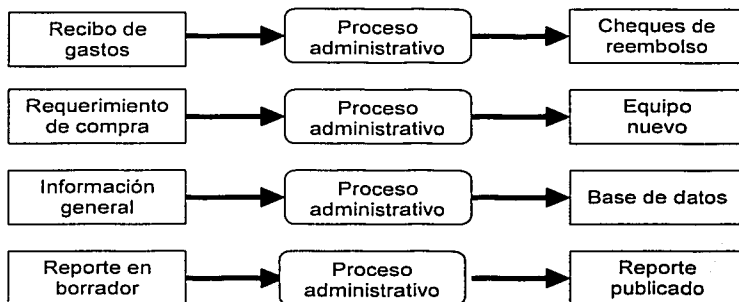 Recibo de
gastos
Proceso
administrativo
Cheques de
reembolso
Requerimiento
de compra
Proceso
administrativo
Equipo
nuevo
Información
general
Proceso
administrativo
Base de datos
Reporte en
borrador
Proceso
administrativo
Reporte
publicado